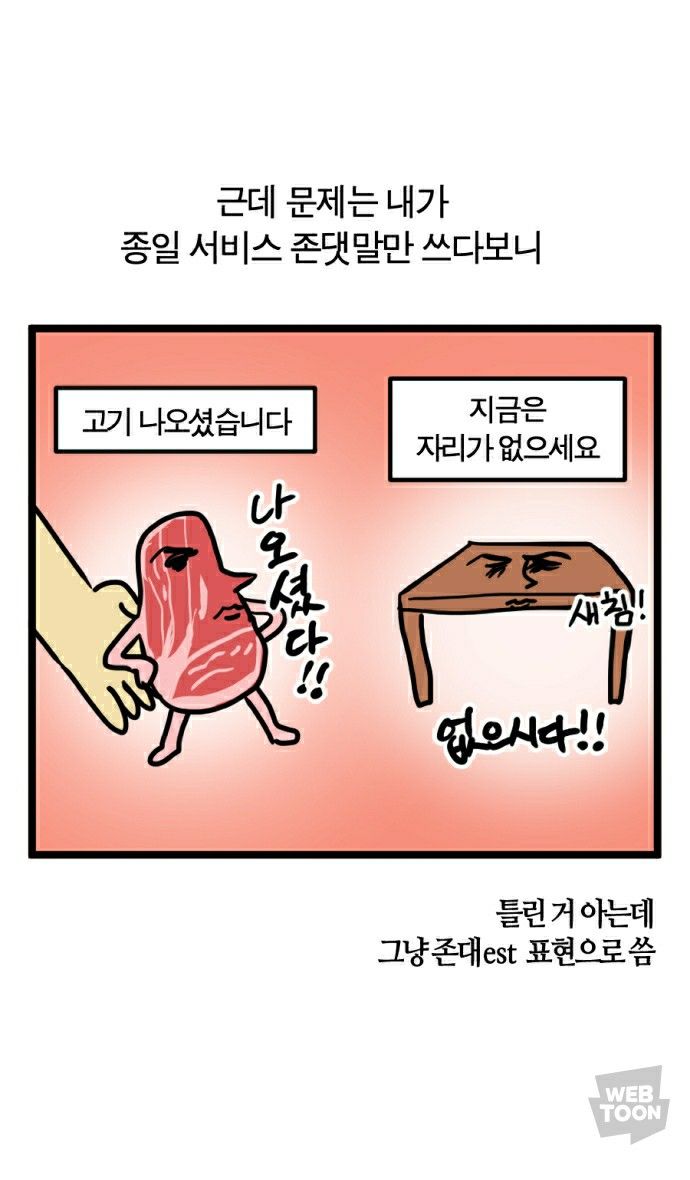 근데 문제는 내가
종일 서비스 존댓말만 쓰다보니
고기 나오셨습니다
지금은
자리가 없으세요
나오셨다!!
새침!
없으시다!!
틀린 거 아는데
그냥 존대est 표현으로 씀
WEB
TOON